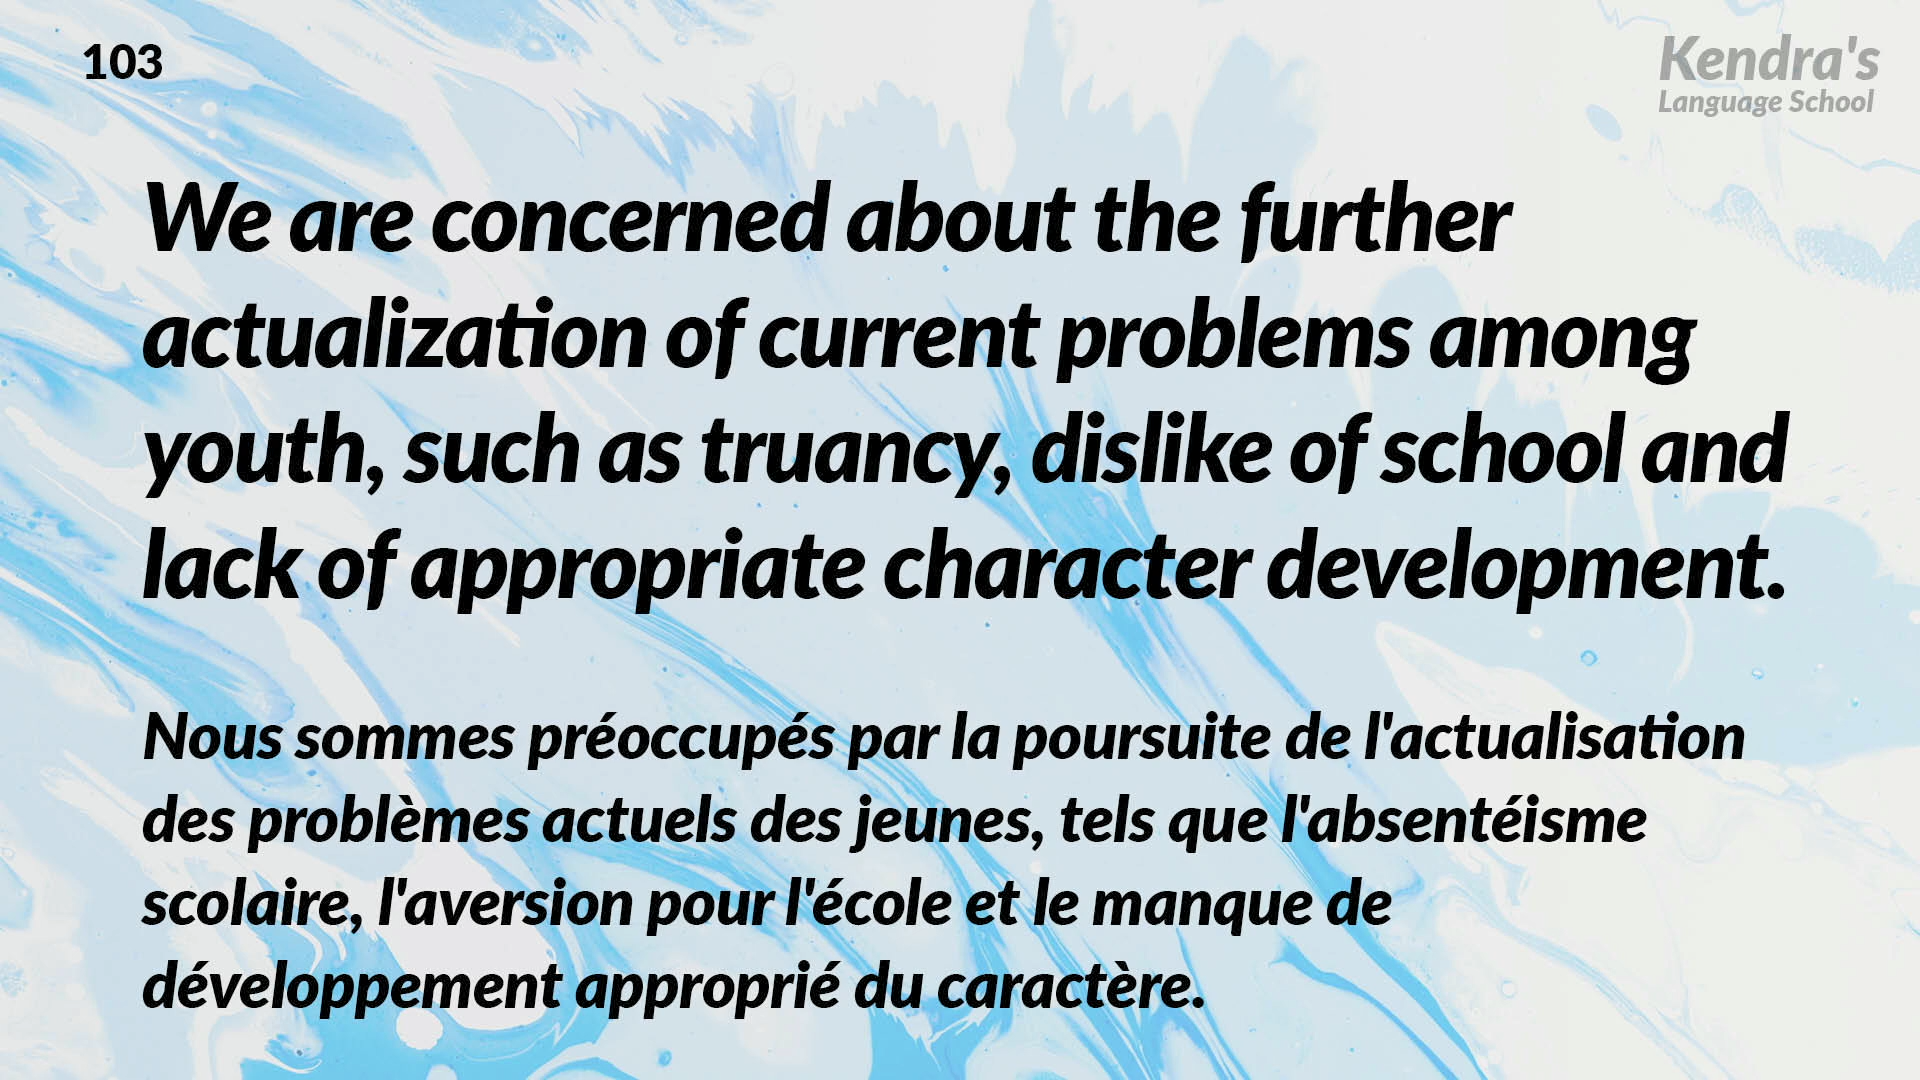 103
Kendra's
Language School
We are concerned about the further
actualization of current problems among
youth, such as truancy, dislike of school and
lack of appropriate character development.
Nous sommes préoccupés par la poursuite de l'actualisation
des problèmes actuels des jeunes, tels que l'absentéisme
scolaire, l'aversion pour l'école et le manque de
développement approprié du caractère.